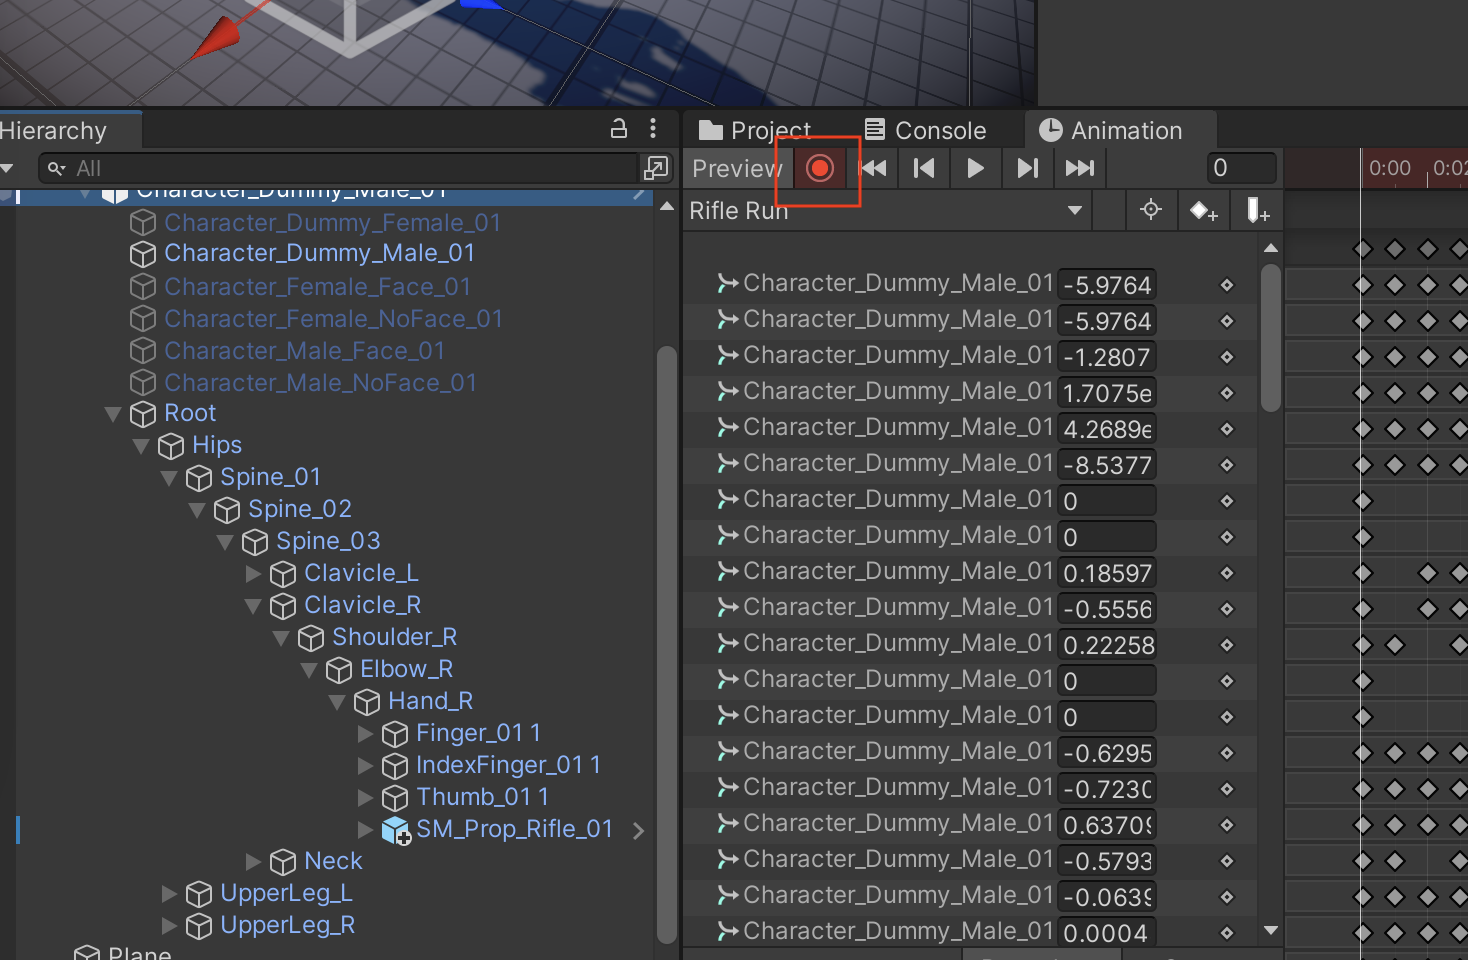 Hierarchy
All
Character_Dummy_Male_01
Character_Dummy_Female_01
Character_Dummy_Male_01
Character_Female_Face_01
Character_Female_NoFace_01
Character_Male_Face_01
Character_Male_NoFace_01
Root
Hips
Spine_01
Spine_02
Spine_03
Clavicle_L
Clavicle_R
Shoulder_R
Elbow_R
Hand_R
Finger_01 1
IndexFinger_01 1
Thumb_01 1
SM_Prop_Rifle_01
Neck
UpperLeg_L
UpperLeg_R
Plane
Project
Console
Animation
Preview
0
0:00
0:02
Rifle Run
Character_Dummy_Male_01 -5.9764
Character_Dummy_Male_01 -5.9764
Character_Dummy_Male_01 -1.2807
Character_Dummy_Male_01 1.7075e
Character_Dummy_Male_01 4.2689e
Character_Dummy_Male_01 -8.5377
Character_Dummy_Male_01 0
Character_Dummy_Male_01 0
Character_Dummy_Male_01 0.18597
Character_Dummy_Male_01 -0.5556
Character_Dummy_Male_01 0.22258
Character_Dummy_Male_01 0
Character_Dummy_Male_01 0
Character_Dummy_Male_01 -0.6295
Character_Dummy_Male_01 -0.7230
Character_Dummy_Male_01 0.63709
Character_Dummy_Male_01 -0.5793
Character_Dummy_Male_01 -0.0639
Character_Dummy_Male_01 0.0004